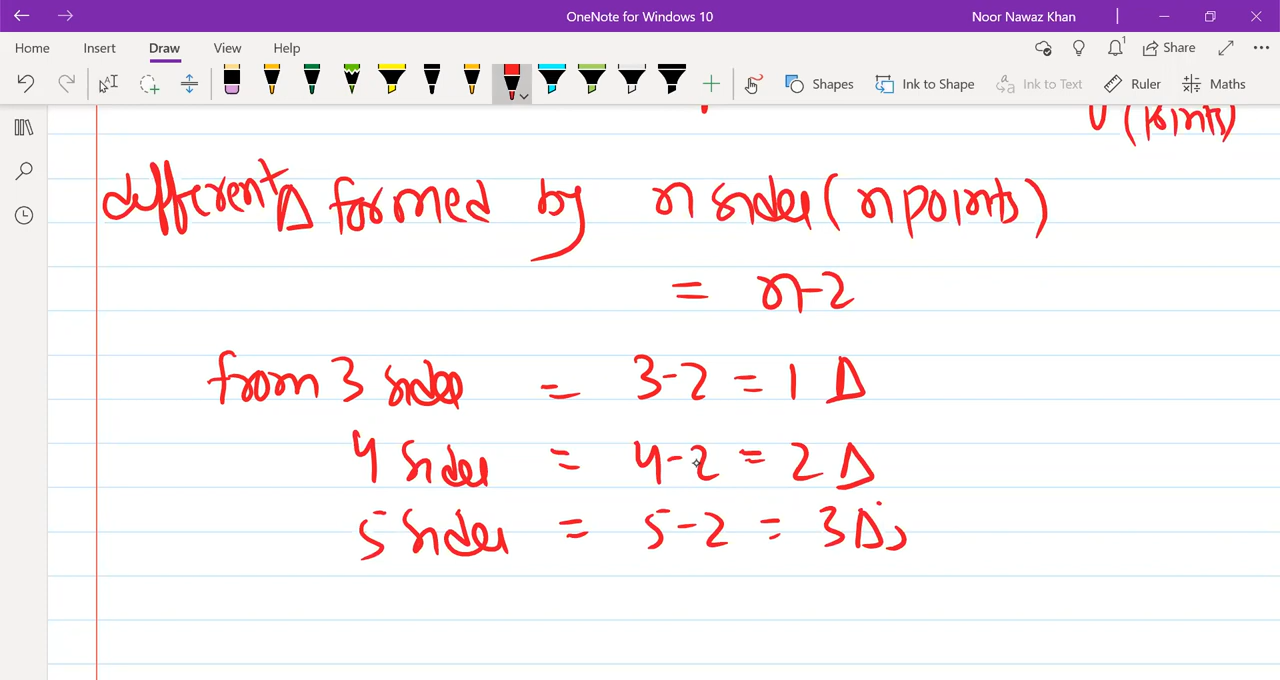 OneNote for Windows 10 Noor Nawaz Khan
Home Insert Draw View Help 1 Share
Shapes Ink to Shape Ink to Text Ruler Maths
(Points)
different Δ formed by n sides (n points)
= n-2
from 3 sides = 3-2 = 1 Δ
4 sides = 4-2 = 2 Δ
5 sides = 5-2 = 3 Δs